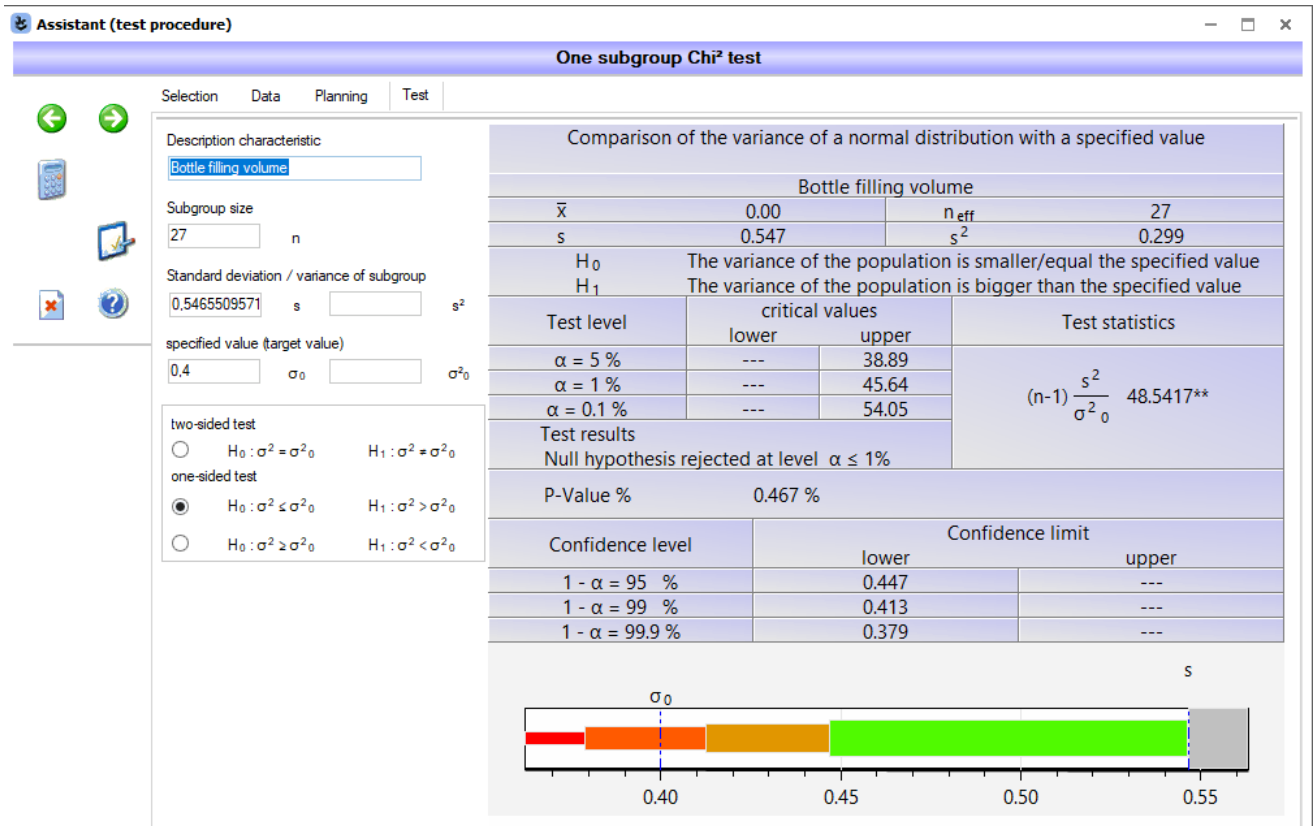 Assistant (test procedure)
One subgroup Chi² test
Selection Data Planning Test
Description characteristic
Bottle filling volume
Subgroup size
27 n
Standard deviation / variance of subgroup
0,5465509571 s s²
specified value (target value)
0,4 σ₀ σ²₀
two-sided test
H₀ : σ² = σ²₀ H₁ : σ² ≠ σ²₀
one-sided test
H₀ : σ² ≤ σ²₀ H₁ : σ² > σ²₀
H₀ : σ² ≥ σ²₀ H₁ : σ² < σ²₀
Comparison of the variance of a normal distribution with a specified value
Bottle filling volume
x̅ 0.00 n eff 27
s 0.547 s² 0.299
H₀ The variance of the population is smaller/equal the specified value
H₁ The variance of the population is bigger than the specified value
Test level critical values Test statistics
lower upper
α = 5 % --- 38.89
α = 1 % --- 45.64
α = 0.1 % --- 54.05
(n-1) s²/σ²₀ 48.5417**
Test results
Null hypothesis rejected at level α ≤ 1%
P-Value % 0.467 %
Confidence level Confidence limit
lower upper
1 - α = 95 % 0.447 ---
1 - α = 99 % 0.413 ---
1 - α = 99.9 % 0.379 ---
s
σ₀
0.40 0.45 0.50 0.55